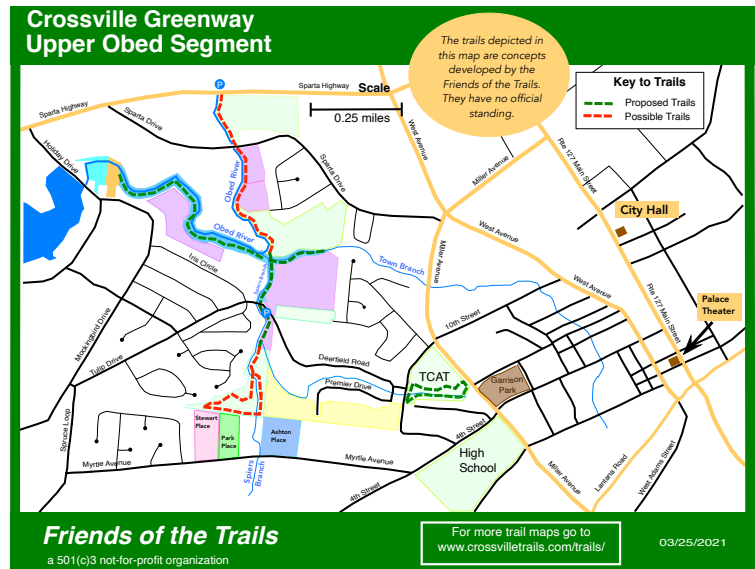 Crossville Greenway
Upper Obed Segment
The trails depicted in
this map are concepts
developed by the
Friends of the Trails.
They have no official
standing.
P
Sparta Highway
Scale
0.25 miles
Key to Trails
Proposed Trails
Possible Trails
Sparta Highway
Sparta Drive
Holiday Drive
Sparta Drive
West Avenue
Miller Avenue
Rte 127 Main Street
Obed River
City Hall
Obed River
West Avenue
Iris Circle
Town Branch
Miller Avenue
Spiers Branch
West Avenue
Rte 127 Main Street
Palace
Theater
P
10th Street
Mockingbird Drive
Tulip Drive
Deerfield Road
TCAT
Premier Drive
Garrison
Park
Spruce Loop
Stewart
Place
Park
Place
Ashton
Place
4th Street
High
School
Myrge Avenue
Myrtle Avenue
Spiers
Branch
4th Street
Miller Avenue
Lantana Road
West Adams Street
Friends of the Trails
a 501(c)3 not-for-profit organization
For more trail maps go to
www.crossvilletrails.com/trails/
03/25/2021